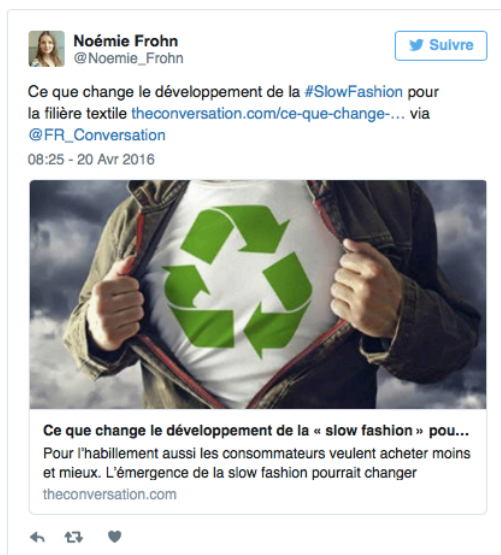 Noémie Frohn
@Noemie_Frohn
Suivre
Ce que change le développement de la #SlowFashion pour
la filière textile theconversation.com/ce-que-change-… via
@FR_Conversation
08:25 - 20 Avr 2016
Ce que change le développement de la « slow fashion » pou...
Pour l'habillement aussi les consommateurs veulent acheter moins
et mieux. L'émergence de la slow fashion pourrait changer
theconversation.com